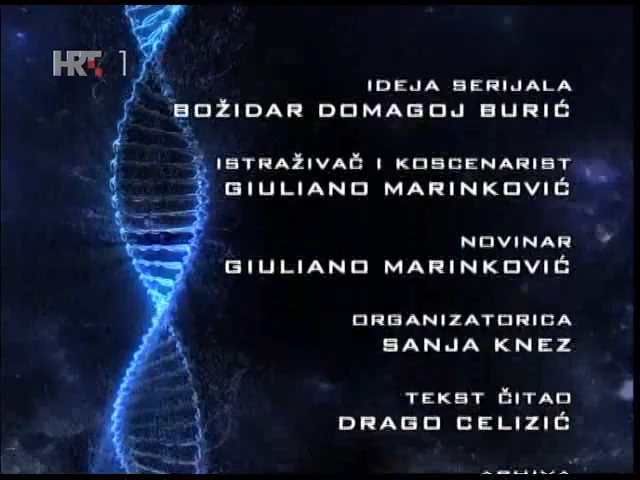 HRT 1
IDEJA SERIJALA
BOŽIDAR DOMAGOJ BURIĆ
ISTRAŽIVAČ I KOSCENARIST
GIULIANO MARINKOVIĆ
NOVINAR
GIULIANO MARINKOVIĆ
ORGANIZATORICA
SANJA KNEZ
TEKST ČITAO
DRAGO CELIZIĆ